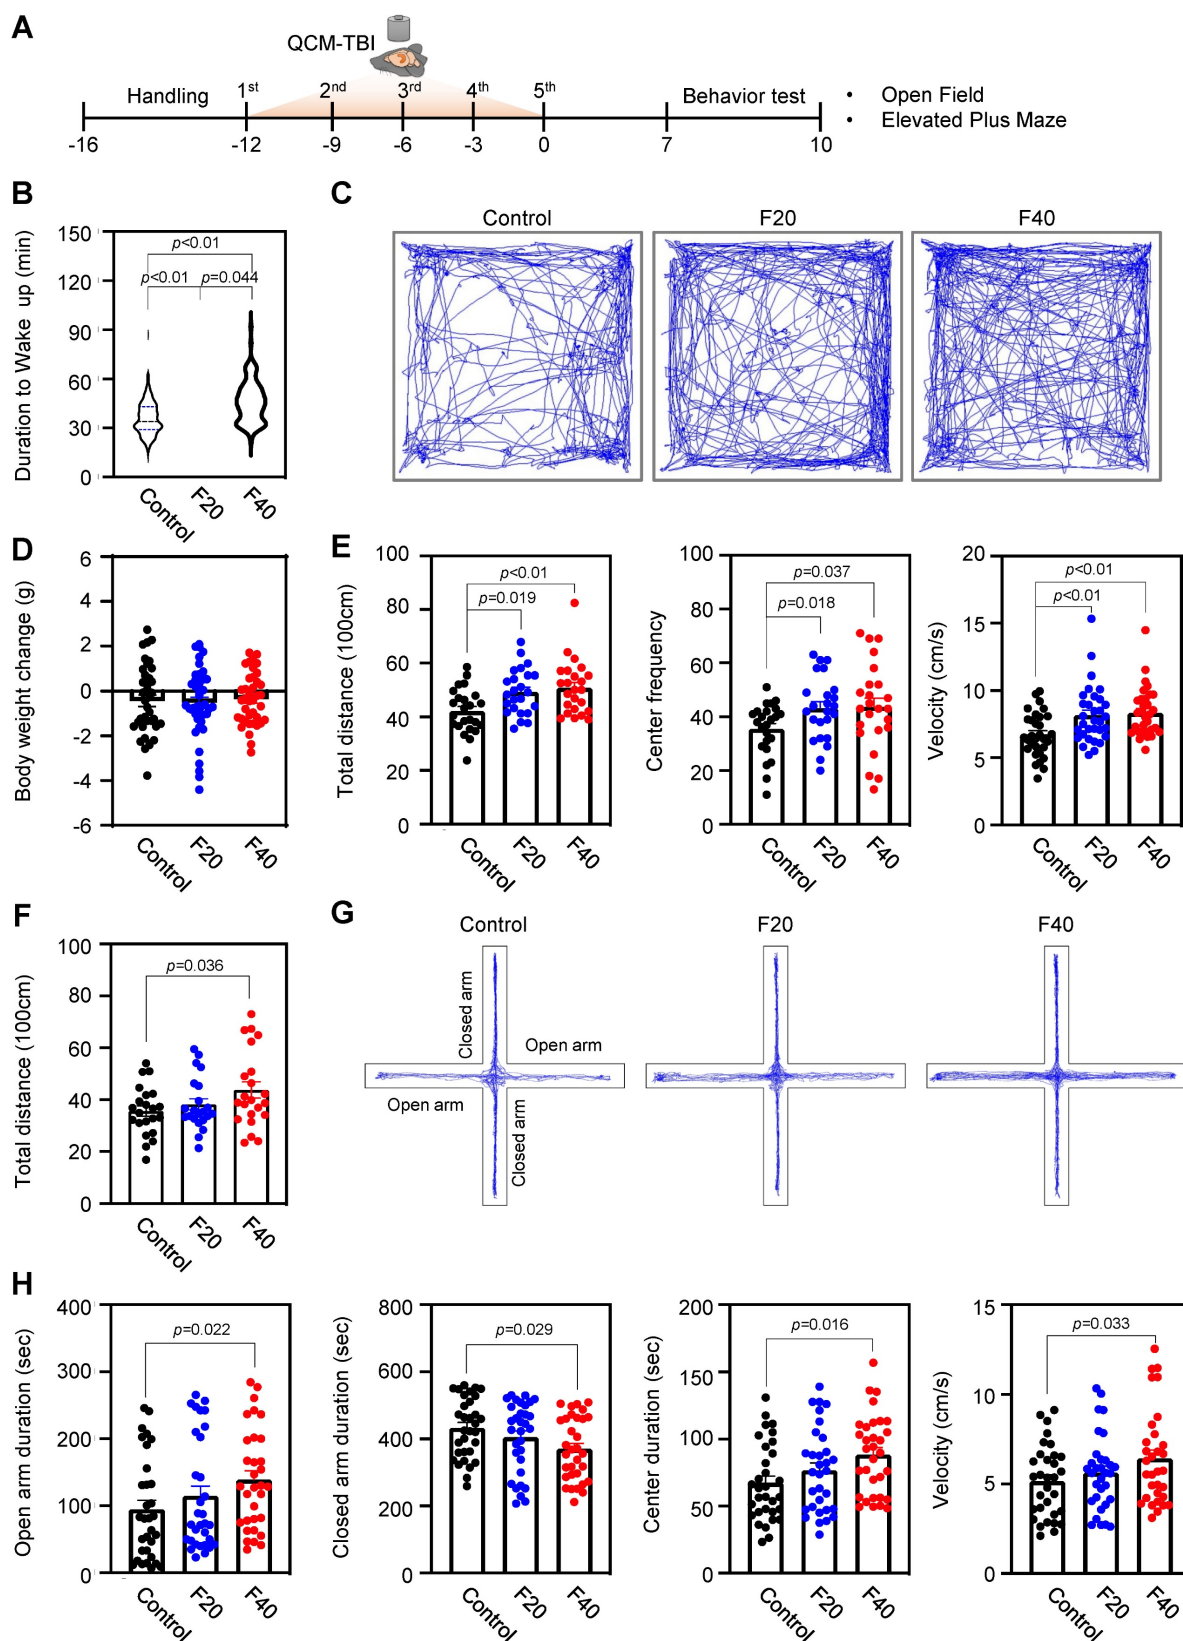 A
QCM-TBI
Handling
1st
2nd
3rd
4th
5th
Behavior test
• Open Field
• Elevated Plus Maze
-16
-12
-9
-6
-3
0
7
10
B
Duration to Wake up (min)
150
120
90
60
30
0
p<0.01
p<0.01
p=0.044
Control
F20
F40
C
Control
F20
F40
D
Body weight change (g)
6
4
2
0
-2
-4
-6
Control
F20
F40
E
Total distance (100cm)
100
80
60
40
20
0
p<0.01
p=0.019
Control
F20
F40
Center frequency
100
80
60
40
20
0
p=0.037
p=0.018
Control
F20
F40
Velocity (cm/s)
20
15
10
5
0
p<0.01
p<0.01
Control
F20
F40
F
Total distance (100cm)
100
80
60
40
20
0
p=0.036
Control
F20
F40
G
Control
F20
F40
Closed arm
Open arm
Open arm
Closed arm
H
Open arm duration (sec)
400
300
200
100
0
p=0.022
Control
F20
F40
Closed arm duration (sec)
800
600
400
200
0
p=0.029
Control
F20
F40
Center duration (sec)
200
150
100
50
0
p=0.016
Control
F20
F40
Velocity (cm/s)
15
10
5
0
p=0.033
Control
F20
F40